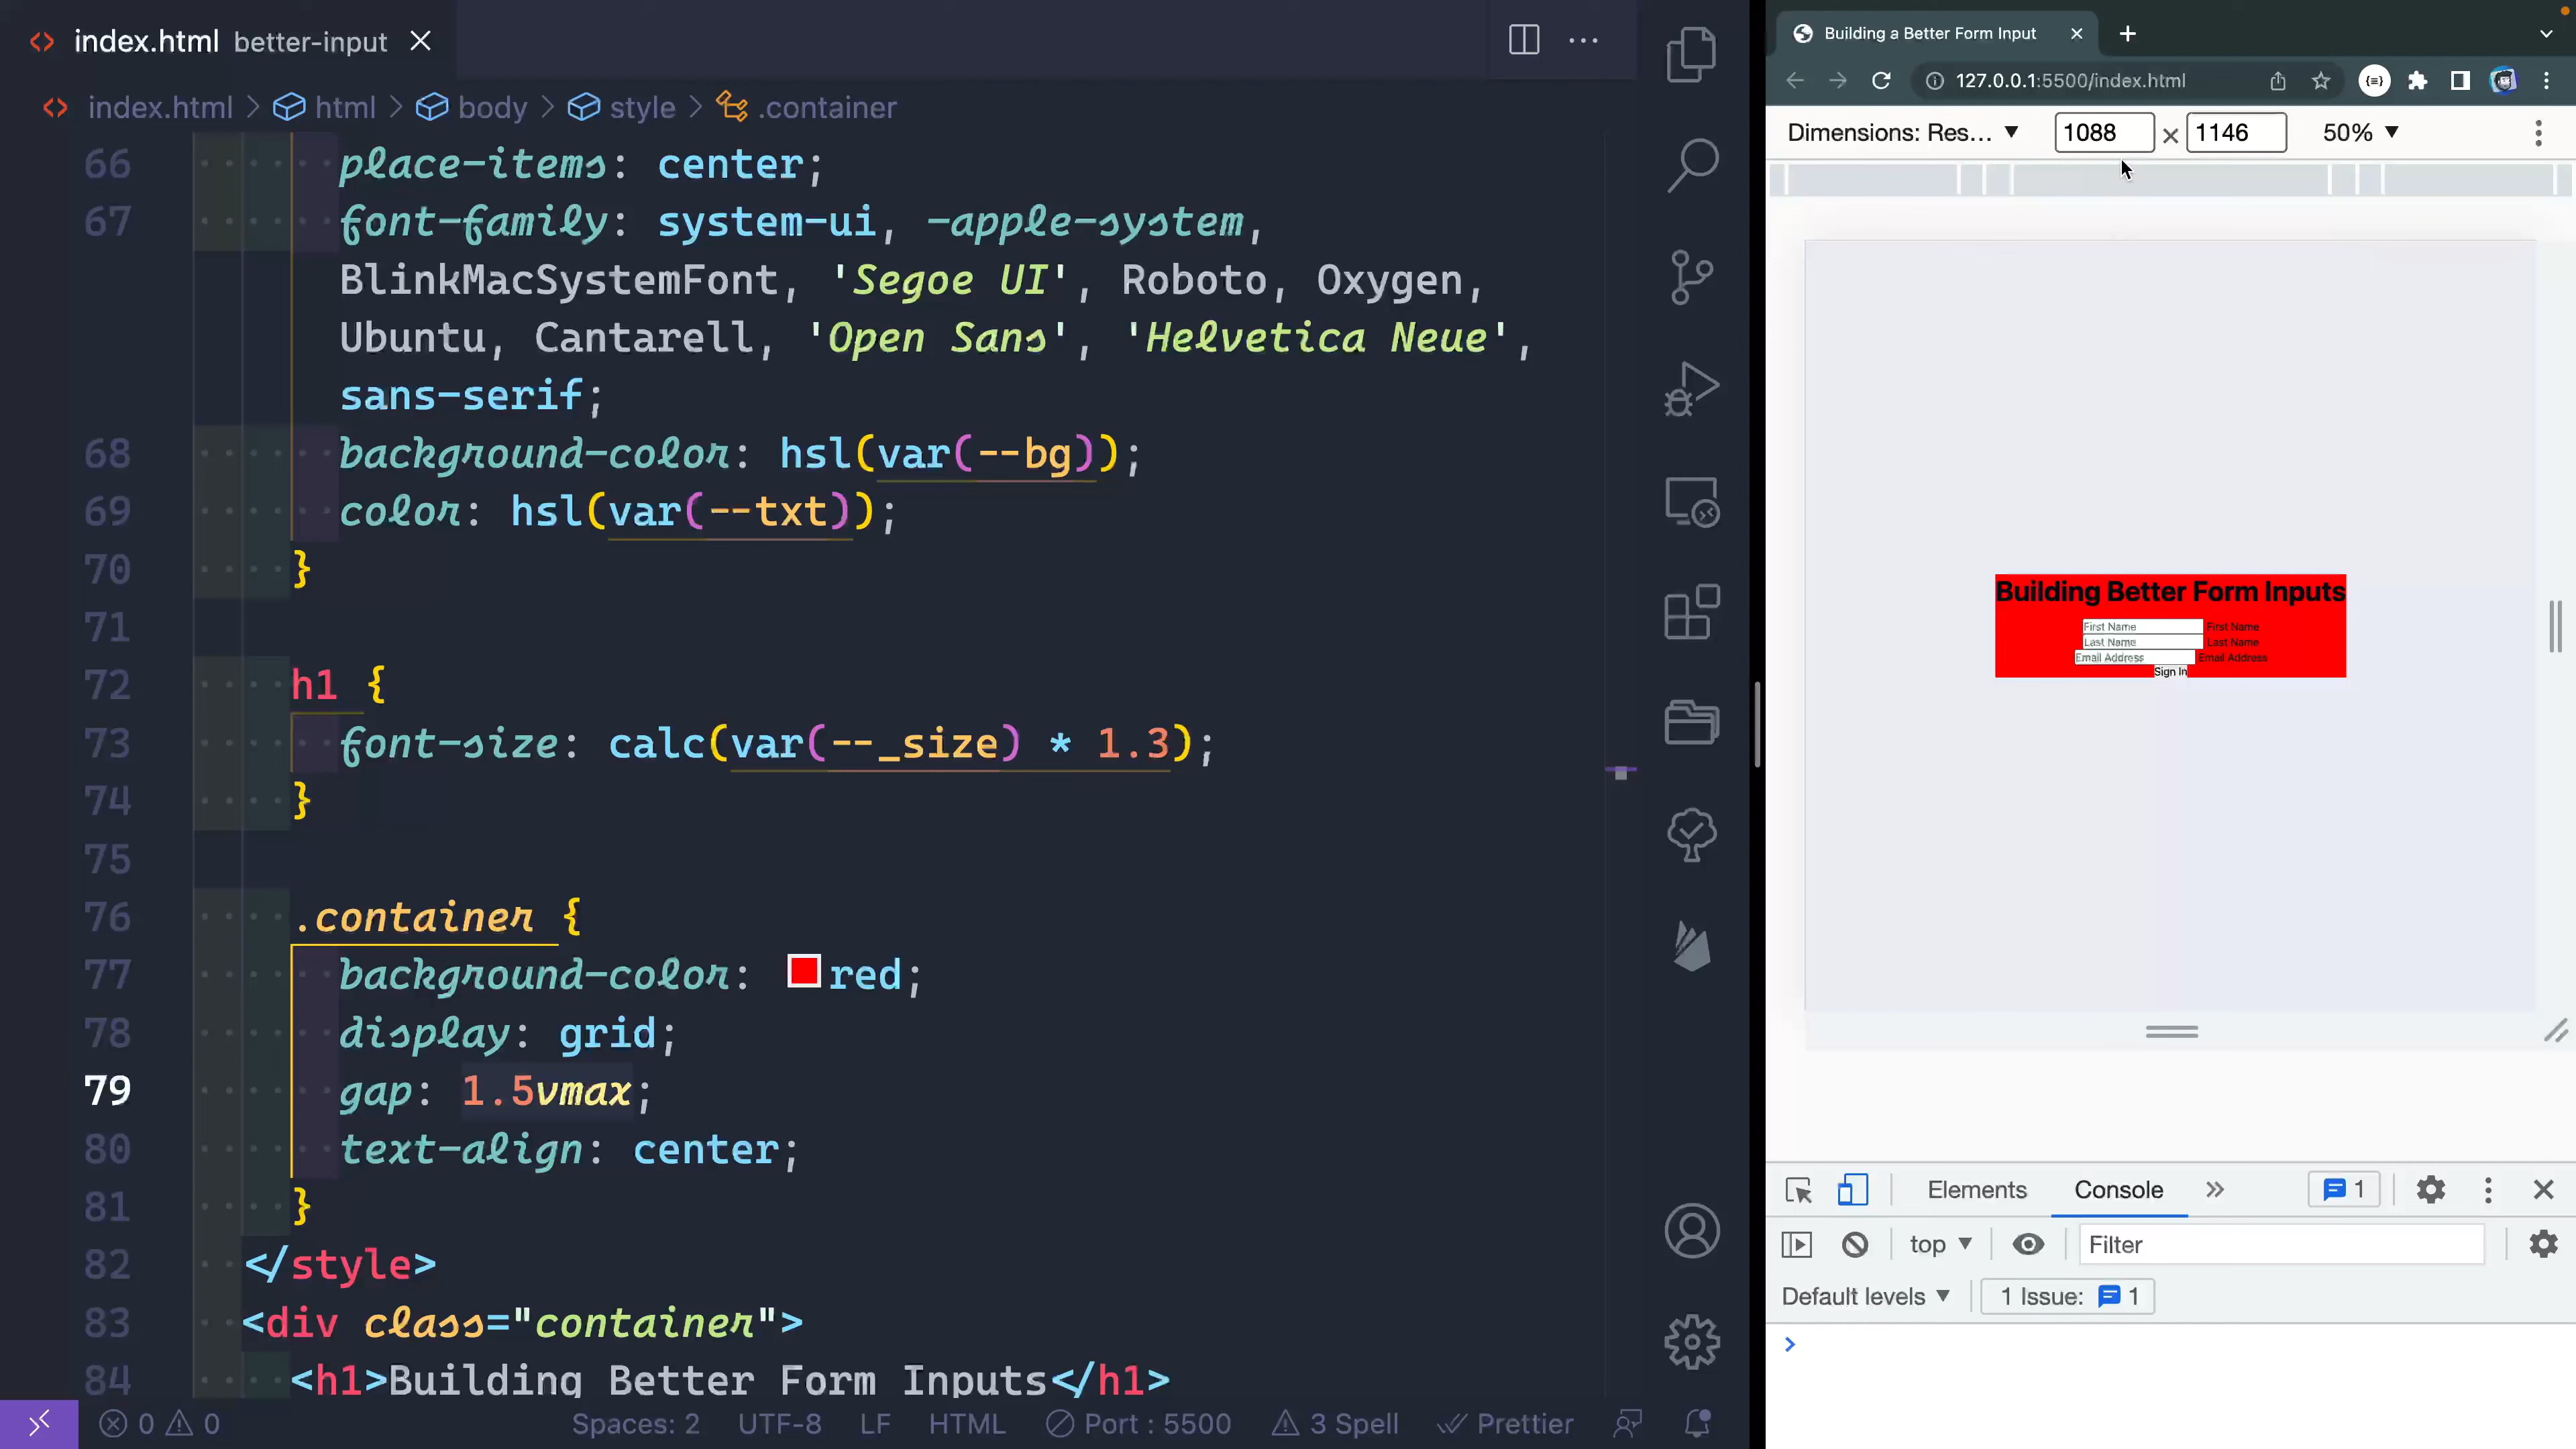 index.html better-input
index.html > html > body > style > .container
66 place-items: center;
67 font-family: system-ui, -apple-system,
BlinkMacSystemFont, 'Segoe UI', Roboto, Oxygen,
Ubuntu, Cantarell, 'Open Sans', 'Helvetica Neue',
sans-serif;
68 background-color: hsl(var(--bg));
69 color: hsl(var(--txt));
70 }
71
72 h1 {
73 font-size: calc(var(--_size) * 1.3);
74 }
75
76 .container {
77 background-color: red;
78 display: grid;
79 gap: 1.5vmax;
80 text-align: center;
81 }
82 </style>
83 <div class="container">
84 <h1>Building Better Form Inputs</h1>
0 0 Spaces: 2 UTF-8 LF HTML Port : 5500 3 Spell Prettier
Building a Better Form Input
127.0.0.1:5500/index.html
Dimensions: Res... 1088 × 1146 50%
Building Better Form Inputs
First Name First Name
Last Name Last Name
Email Address Email Address
Sign In
Elements Console 1
top Filter
Default levels 1 Issue: 1